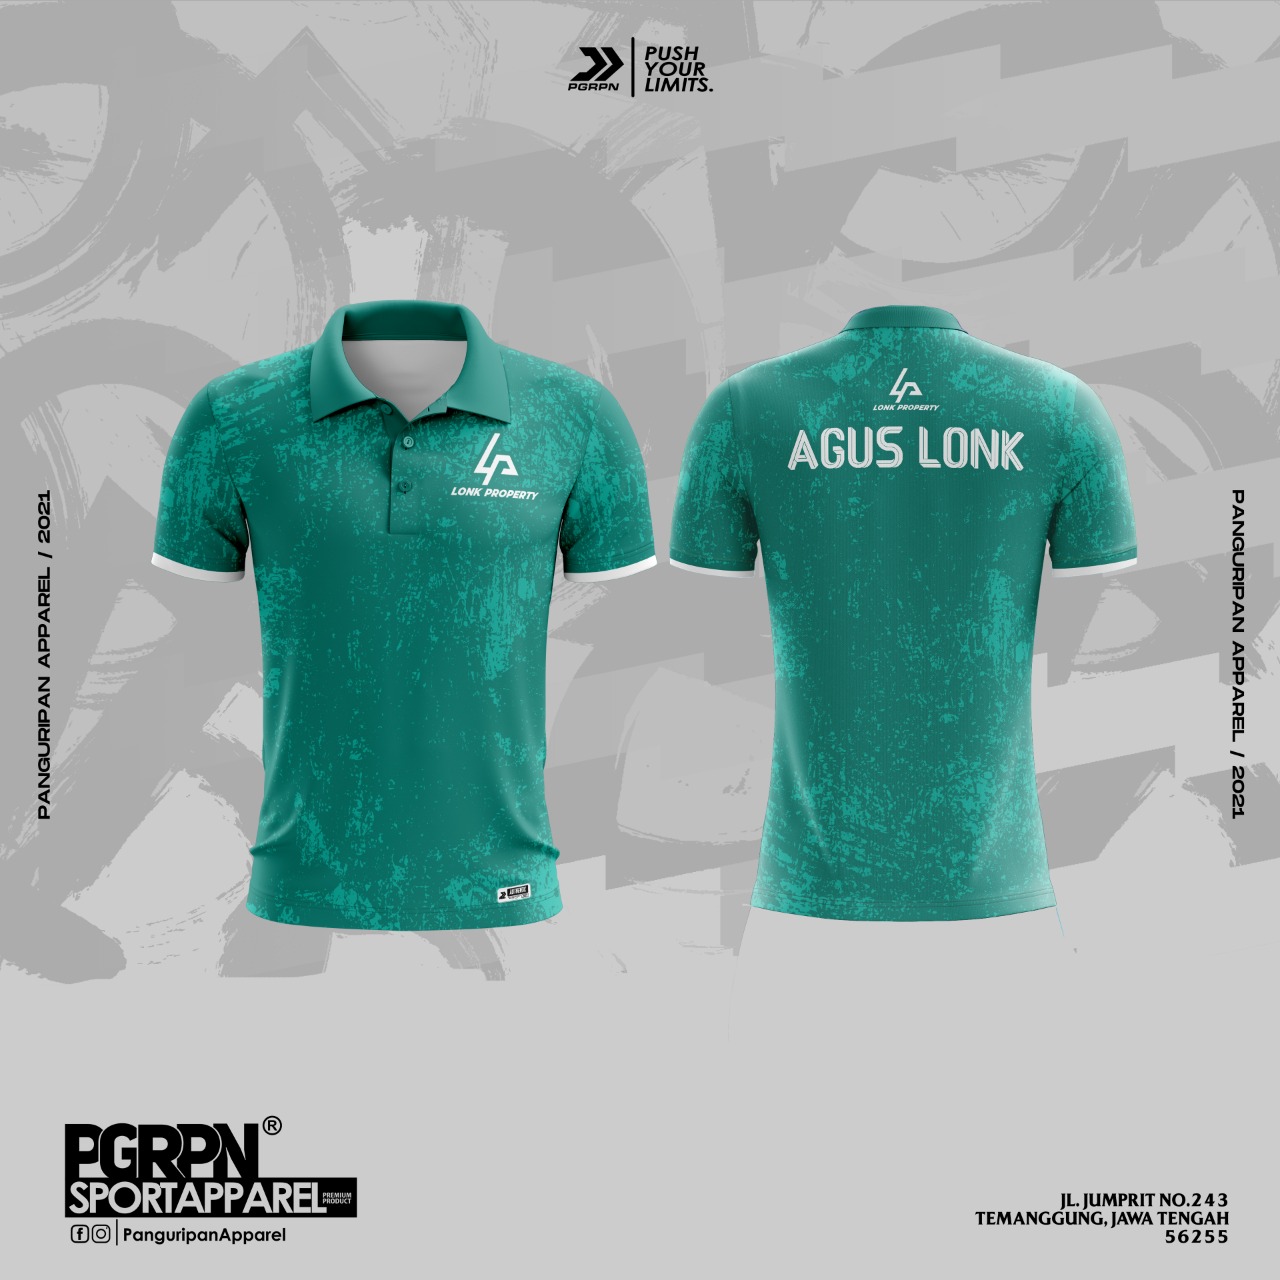 PGRPN
PUSH
YOUR
LIMITS.
PANGURIPAN APPAREL / 2021
LONK PROPERTY
AUTHENTIC
LONK PROPERTY
AGUS LONK
PANGURIPAN APPAREL / 2021
PGRPN®
SPORTAPPAREL
PREMIUM
PRODUCT
PanguripanApparel
JL. JUMPRIT NO.243
TEMANGGUNG, JAWA TENGAH
56255